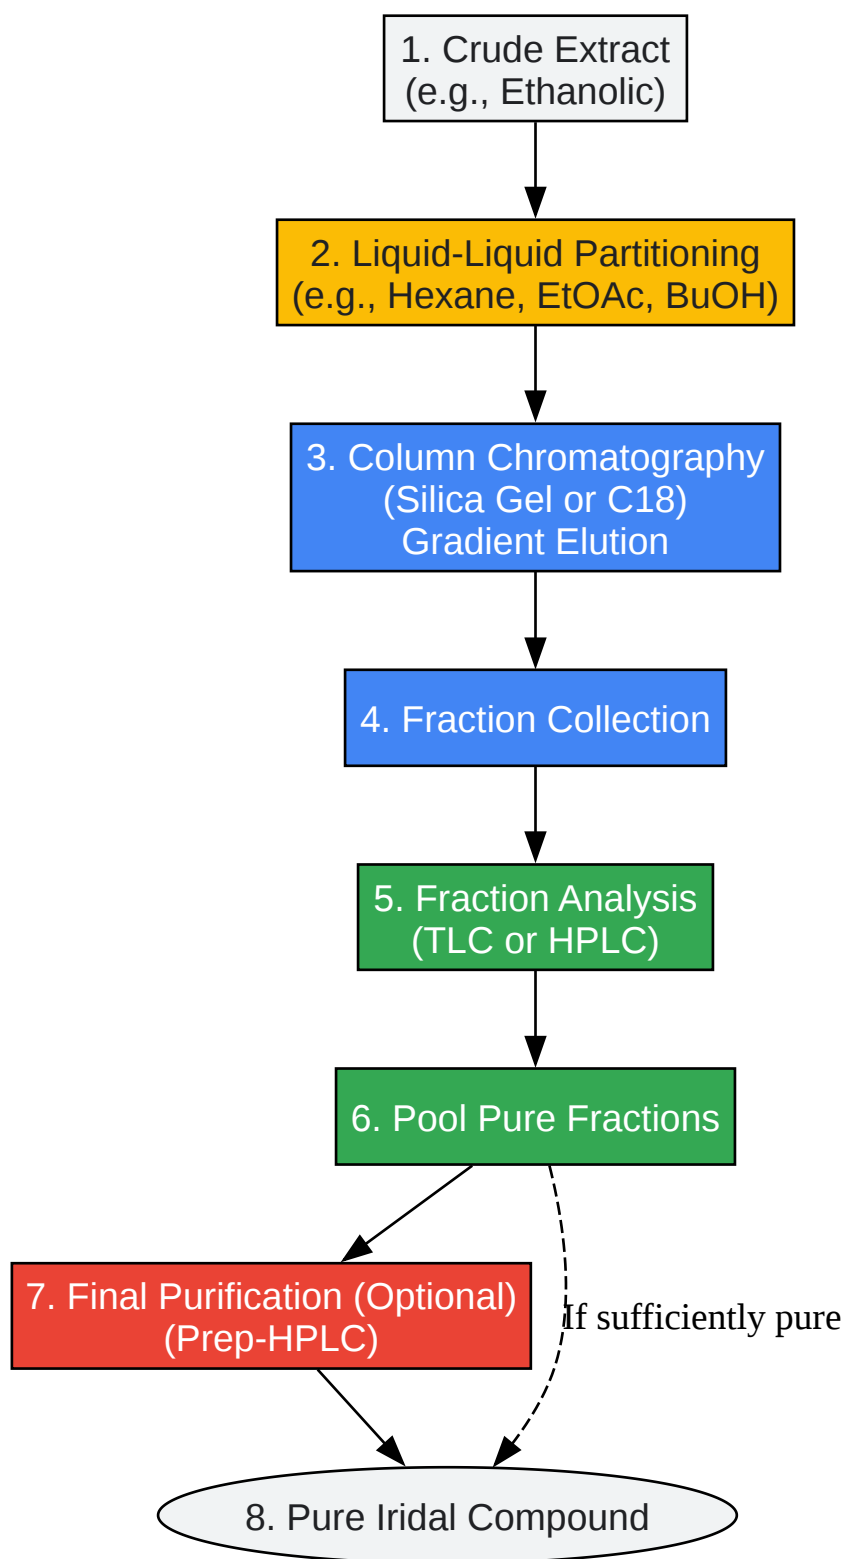 1. Crude Extract
(e.g., Ethanolic)
2. Liquid-Liquid Partitioning
(e.g., Hexane, EtOAc, BuOH)
3. Column Chromatography
(Silica Gel or C18)
Gradient Elution
4. Fraction Collection
5. Fraction Analysis
(TLC or HPLC)
6. Pool Pure Fractions
7. Final Purification (Optional)
(Prep-HPLC)
If sufficiently pure
8. Pure Iridal Compound